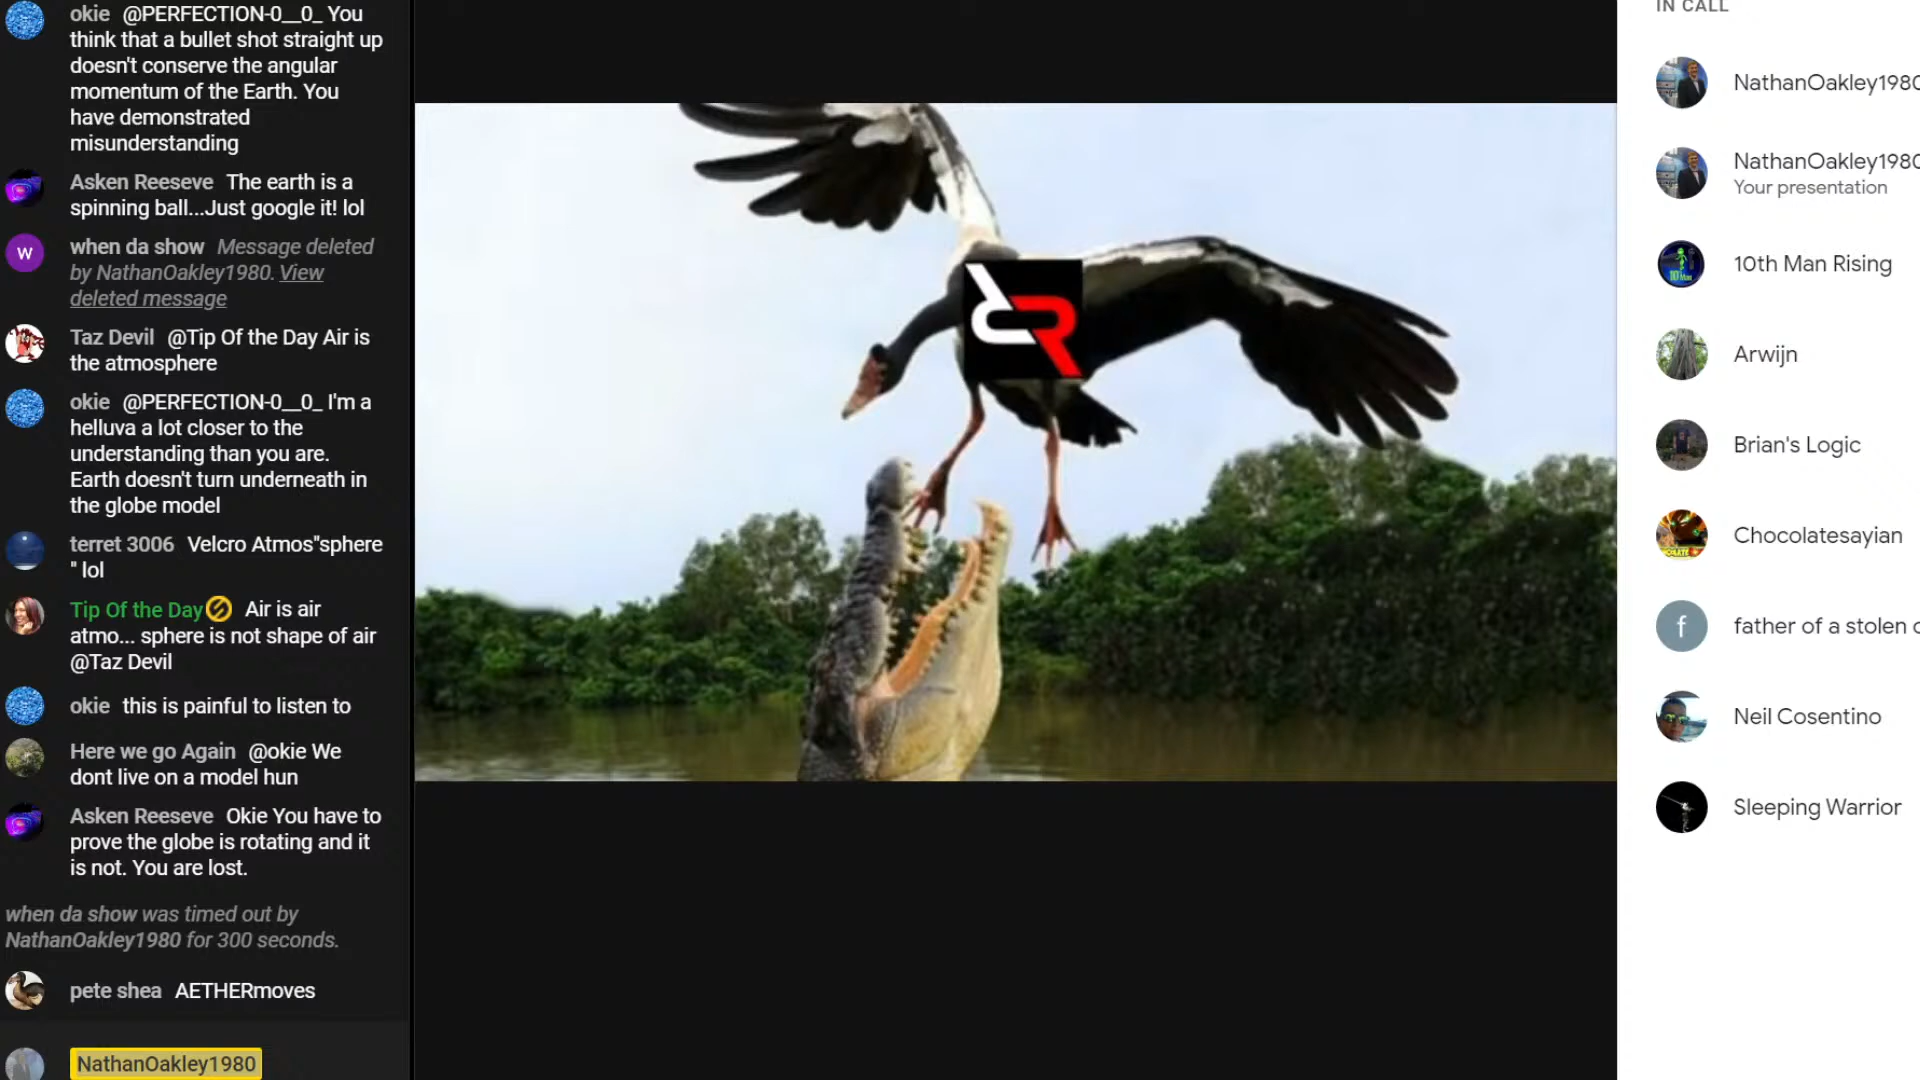 okie @PERFECTION-0__0_ You
think that a bullet shot straight up
doesn't conserve the angular
momentum of the Earth. You
have demonstrated
misunderstanding
Asken Reeseve The earth is a
spinning ball...Just google it! lol
W
when da show Message deleted
by NathanOakley1980. View
deleted message
Taz Devil @Tip Of the Day Air is
the atmosphere
okie @PERFECTION-0__0_ I'm a
helluva a lot closer to the
understanding than you are.
Earth doesn't turn underneath in
the globe model
terret 3006 Velcro Atmos"sphere
" lol
Tip Of the Day Air is air
atmo... sphere is not shape of air
@Taz Devil
okie this is painful to listen to
Here we go Again @okie We
dont live on a model hun
Asken Reeseve Okie You have to
prove the globe is rotating and it
is not. You are lost.
when da show was timed out by
NathanOakley1980 for 300 seconds.
pete shea AETHERmoves
NathanOakley1980
R
IN CALL
NathanOakley1980
NathanOakley1980
Your presentation
10th Man Rising
Arwijn
Brian's Logic
Chocolatesayian
f
father of a stolen
Neil Cosentino
Sleeping Warrior